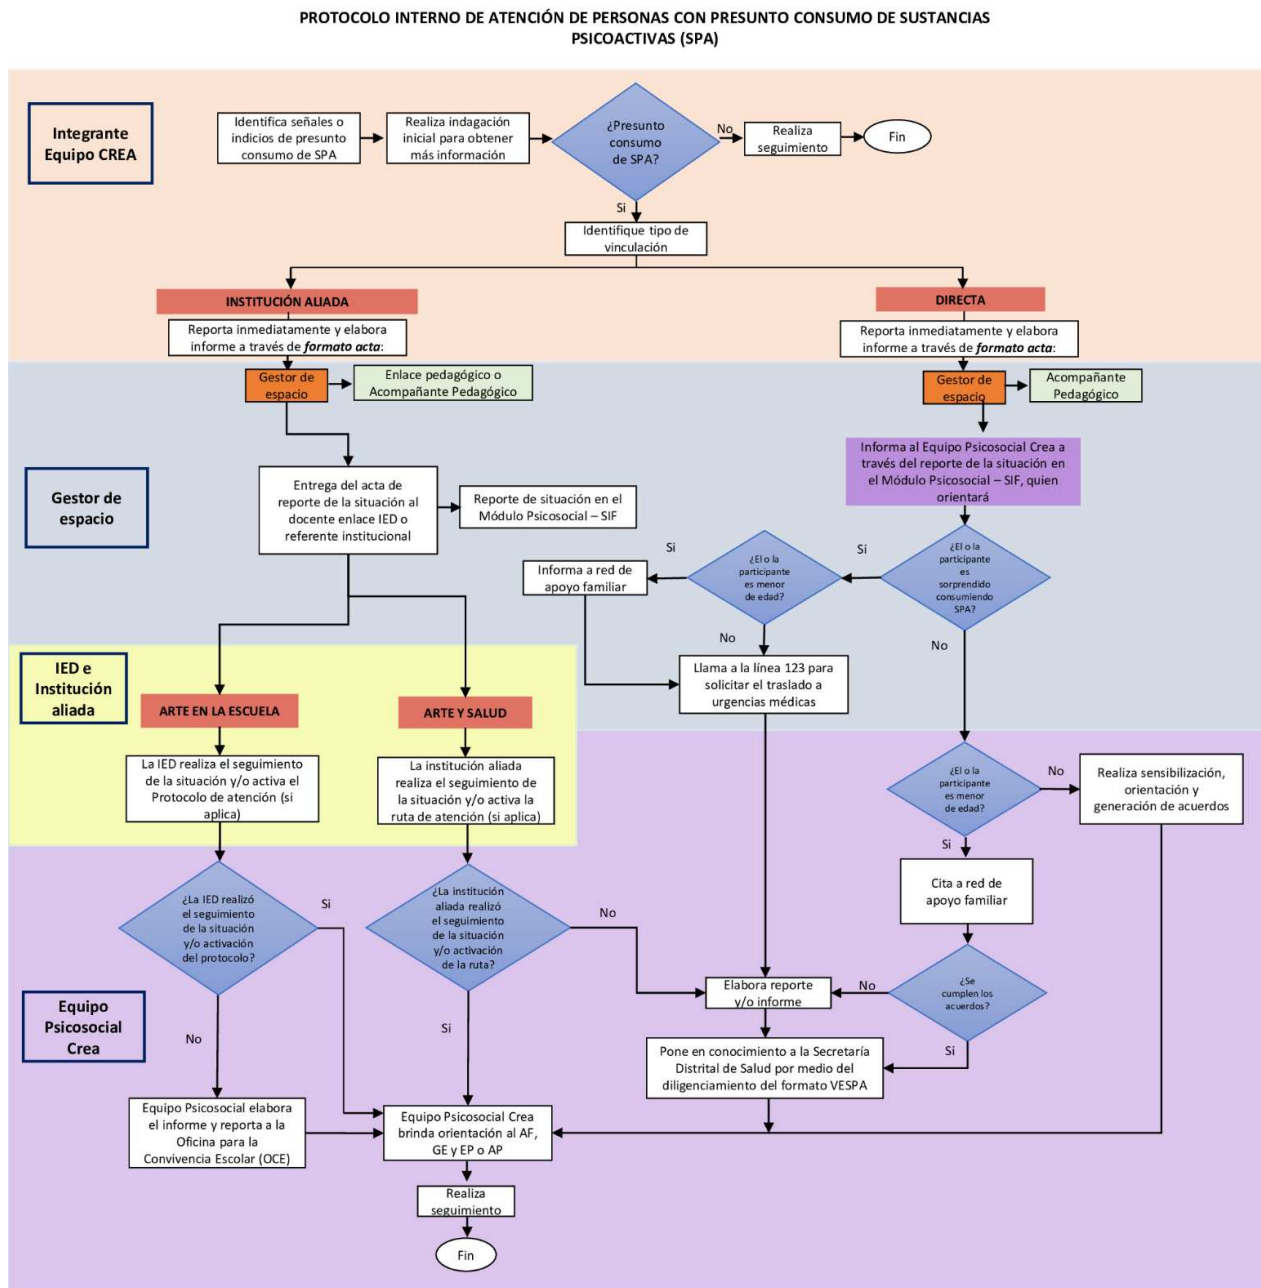 PROTOCOLO INTERNO DE ATENCIÓN DE PERSONAS CON PRESUNTO CONSUMO DE SUSTANCIAS
PSICOACTIVAS (SPA)
Integrante
Equipo CREA
Identifica señales o
indicios de presunto
consumo de SPA
Realiza indagación
inicial para obtener
más información
¿Presunto
consumo
de SPA?
No
Realiza
seguimiento
Fin
Si
Identifique tipo de
vinculación
INSTITUCIÓN ALIADA
Reporta inmediatamente y elabora
informe a través de formato acta:
DIRECTA
Reporta inmediatamente y elabora
informe a través de formato acta:
Gestor de
espacio
Gestor de
espacio
Enlace pedagógico o
Acompañante Pedagógico
Gestor de
espacio
Acompañante
Pedagógico
Informa al Equipo Psicosocial Crea a
través del reporte de la situación en
el Módulo Psicosocial – SIF, quien
orientará
Entrega del acta de
reporte de la situación al
docente enlace IED o
referente institucional
Reporte de situación en el
Módulo Psicosocial – SIF
¿El o la
participante
es
sorprendido
consumiendo
SPA?
Si
¿El o la
participante
es menor
de edad?
Si
Informa a red de
apoyo familiar
No
No
Llama a la línea 123 para
solicitar el traslado a
urgencias médicas
IED e
Institución
aliada
ARTE EN LA ESCUELA
La IED realiza el seguimiento
de la situación y/o activa el
Protocolo de atención (si
aplica)
ARTE Y SALUD
La institución aliada
realiza el seguimiento de
la situación y/o activa la
ruta de atención (si aplica)
¿El o la
participante
es menor
de edad?
No
Realiza sensibilización,
orientación y
generación de acuerdos
Si
Cita a red de
apoyo familiar
¿Se
cumplen los
acuerdos?
No
Si
Equipo
Psicosocial
Crea
¿La IED realizó
el seguimiento
de la situación
y/o activación
del protocolo?
Si
No
¿La institución
aliada realizó
el seguimiento
de la situación
y/o activación
de la ruta?
No
Si
Elabora reporte
y/o informe
Pone en conocimiento a la Secretaría
Distrital de Salud por medio del
diligenciamiento del formato VESPA
Equipo Psicosocial elabora
el informe y reporta a la
Oficina para la
Convivencia Escolar (OCE)
Equipo Psicosocial Crea
brinda orientación al AF,
GE y EP o AP
Realiza
seguimiento
Fin